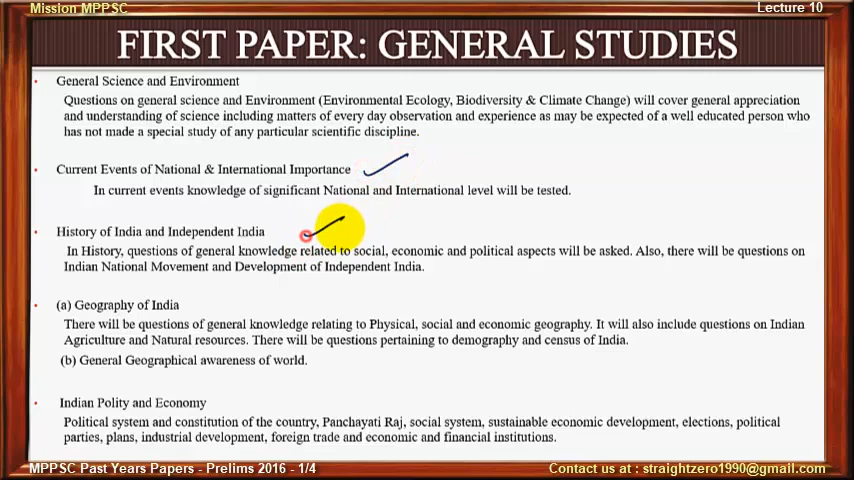 Mission MPPSC
Lecture 10
FIRST PAPER: GENERAL STUDIES
• General Science and Environment
Questions on general science and Environment (Environmental Ecology, Biodiversity & Climate Change) will cover general appreciation
and understanding of science including matters of every day observation and experience as may be expected of a well educated person who
has not made a special study of any particular scientific discipline.
• Current Events of National & International Importance
In current events knowledge of significant National and International level will be tested.
• History of India and Independent India
In History, questions of general knowledge related to social, economic and political aspects will be asked. Also, there will be questions on
Indian National Movement and Development of Independent India.
• (a) Geography of India
There will be questions of general knowledge relating to Physical, social and economic geography. It will also include questions on Indian
Agriculture and Natural resources. There will be questions pertaining to demography and census of India.
(b) General Geographical awareness of world.
• Indian Polity and Economy
Political system and constitution of the country, Panchayati Raj, social system, sustainable economic development, elections, political
parties, plans, industrial development, foreign trade and economic and financial institutions.
MPPSC Past Years Papers - Prelims 2016 - 1/4
Contact us at : straightzero1990@gmail.com